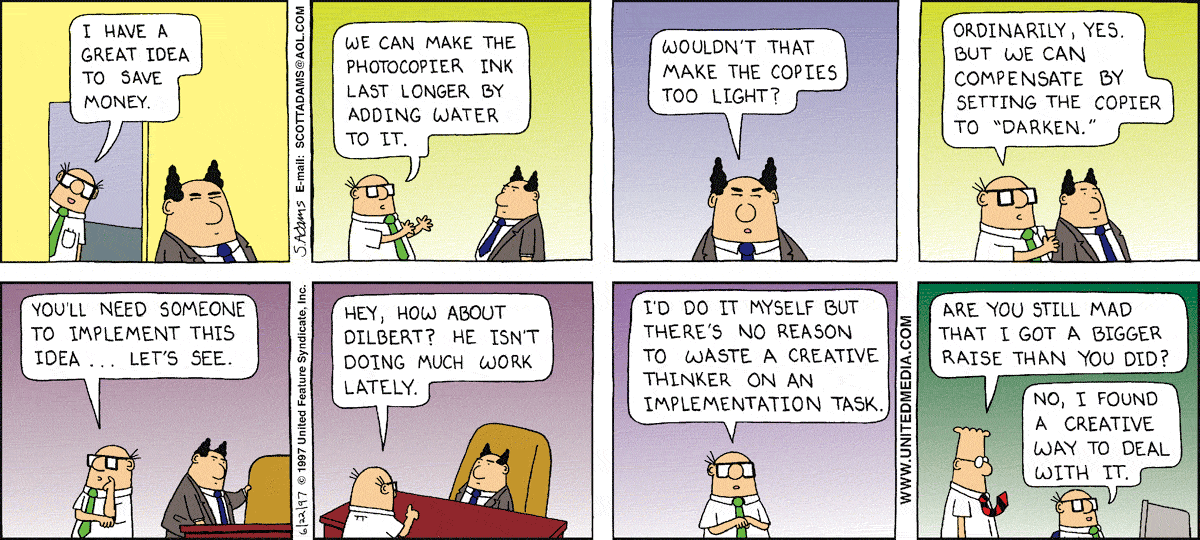 I HAVE A
GREAT IDEA
TO SAVE
MONEY.
S.Adams E-mail: SCOTTADAMS@AOL.COM
WE CAN MAKE THE
PHOTOCOPIER INK
LAST LONGER BY
ADDING WATER
TO IT.
WOULDN'T THAT
MAKE THE COPIES
TOO LIGHT?
ORDINARILY, YES.
BUT WE CAN
COMPENSATE BY
SETTING THE COPIER
TO "DARKEN."
YOU'LL NEED SOMEONE
TO IMPLEMENT THIS
IDEA ... LET'S SEE.
6/22/97 © 1997 United Feature Syndicate, Inc.
HEY, HOW ABOUT
DILBERT? HE ISN'T
DOING MUCH WORK
LATELY.
I'D DO IT MYSELF BUT
THERE'S NO REASON
TO WASTE A CREATIVE
THINKER ON AN
IMPLEMENTATION TASK.
WWW.UNITEDMEDIA.COM
ARE YOU STILL MAD
THAT I GOT A BIGGER
RAISE THAN YOU DID?
NO, I FOUND
A CREATIVE
WAY TO DEAL
WITH IT.